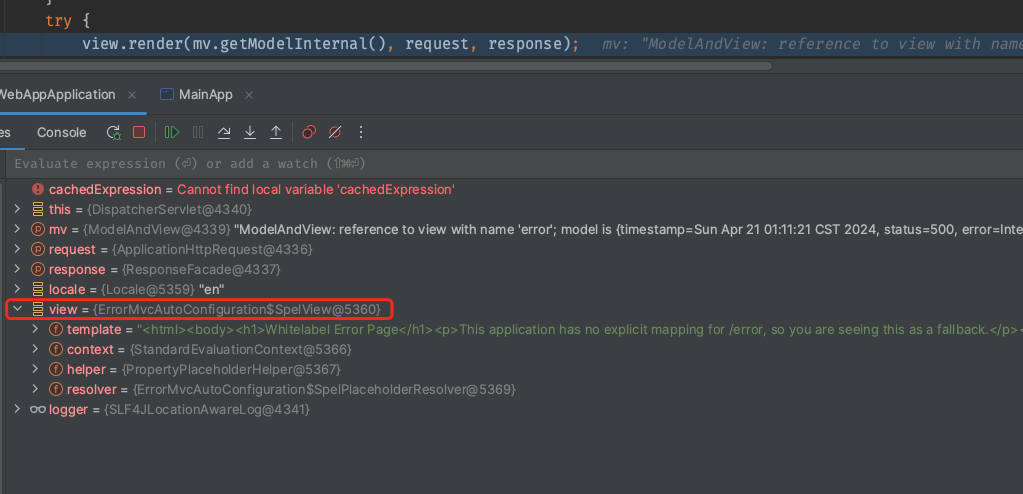 try {
view.render(mv.getModelInternal(), request, response); mv: "ModelAndView: reference to view with name
WebAppApplication × MainApp ×
es Console
Evaluate expression (⏎) or add a watch (⇧⌘⏎)
cachedExpression = Cannot find local variable 'cachedExpression'
this = {DispatcherServlet@4340}
mv = {ModelAndView@4339} "ModelAndView: reference to view with name 'error'; model is {timestamp=Sun Apr 21 01:11:21 CST 2024, status=500, error=Inte
request = {ApplicationHttpRequest@4336}
response = {ResponseFacade@4337}
locale = {Locale@5359} "en"
view = {ErrorMvcAutoConfiguration$SpelView@5360}
template = "<html><body><h1>Whitelabel Error Page</h1><p>This application has no explicit mapping for /error, so you are seeing this as a fallback.</p><
context = {StandardEvaluationContext@5366}
helper = {PropertyPlaceholderHelper@5367}
resolver = {ErrorMvcAutoConfiguration$SpelPlaceholderResolver@5369}
logger = {SLF4JLocationAwareLog@4341}